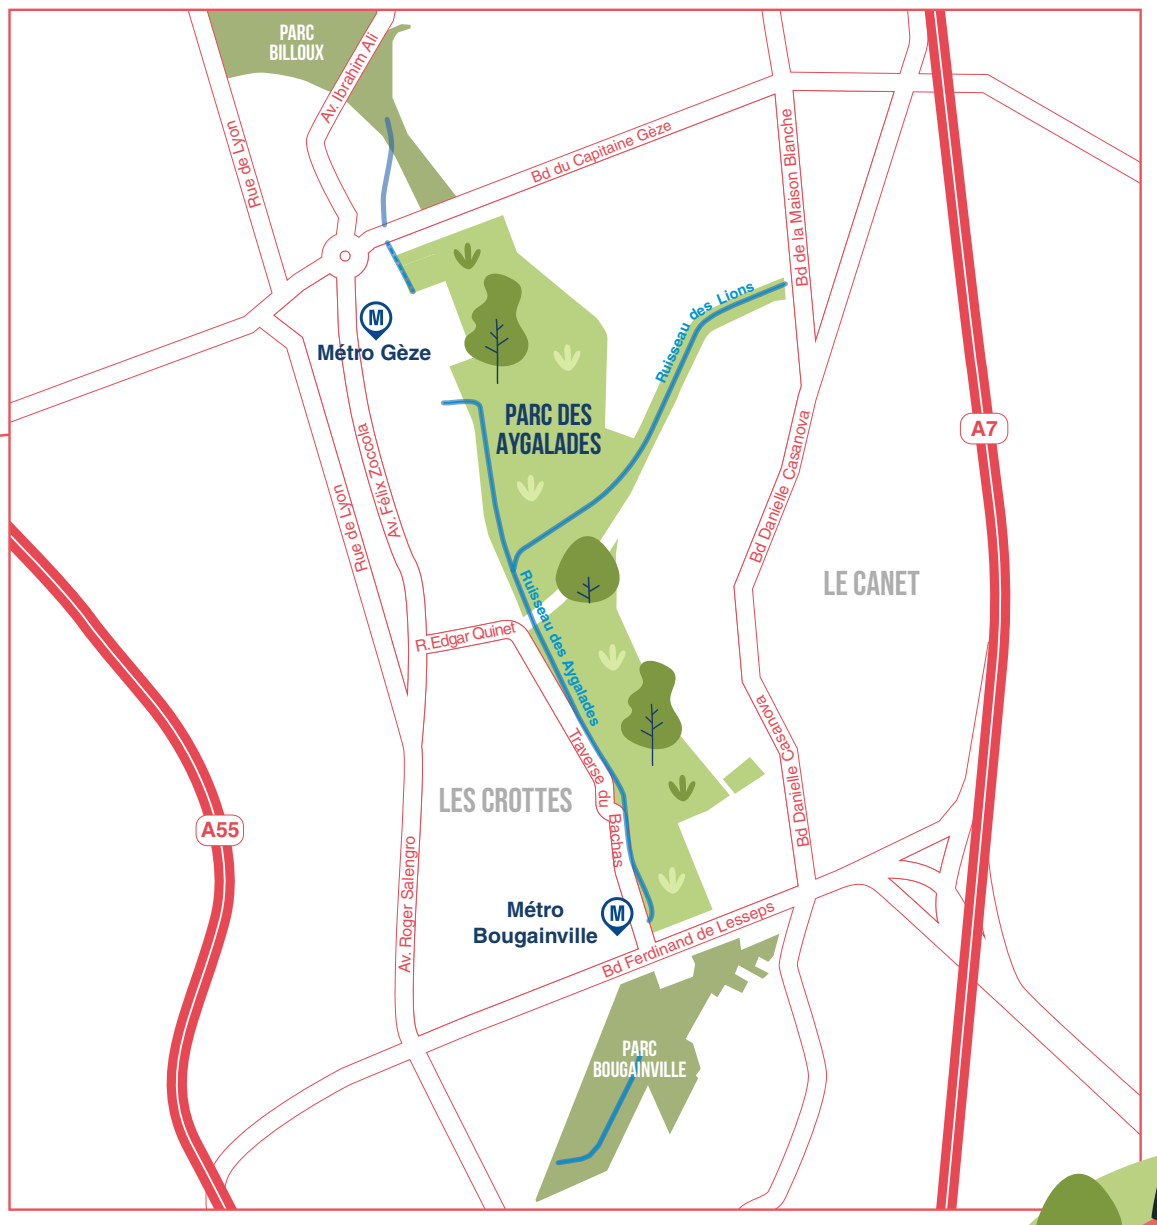 PARC
BILLOUX
Av. Ibrahim Ali
Rue de Lyon
Bd du Capitaine Gèze
Bd de la Maison Blanche
Ruisseau des Lions
M
Métro Gèze
PARC DES
AYGALADES
A7
Av. Félix Zoccola
Rue de Lyon
Bd Danielle Casanova
LE CANET
Ruisseau des Aygalades
R.Edgar Quinet
Bd Danielle Casanova
Traverse du Bachas
LES CROTTES
A55
Av. Roger Salengro
Métro
Bougainville
M
Bd Ferdinand de Lesseps
PARC
BOUGAINVILLE